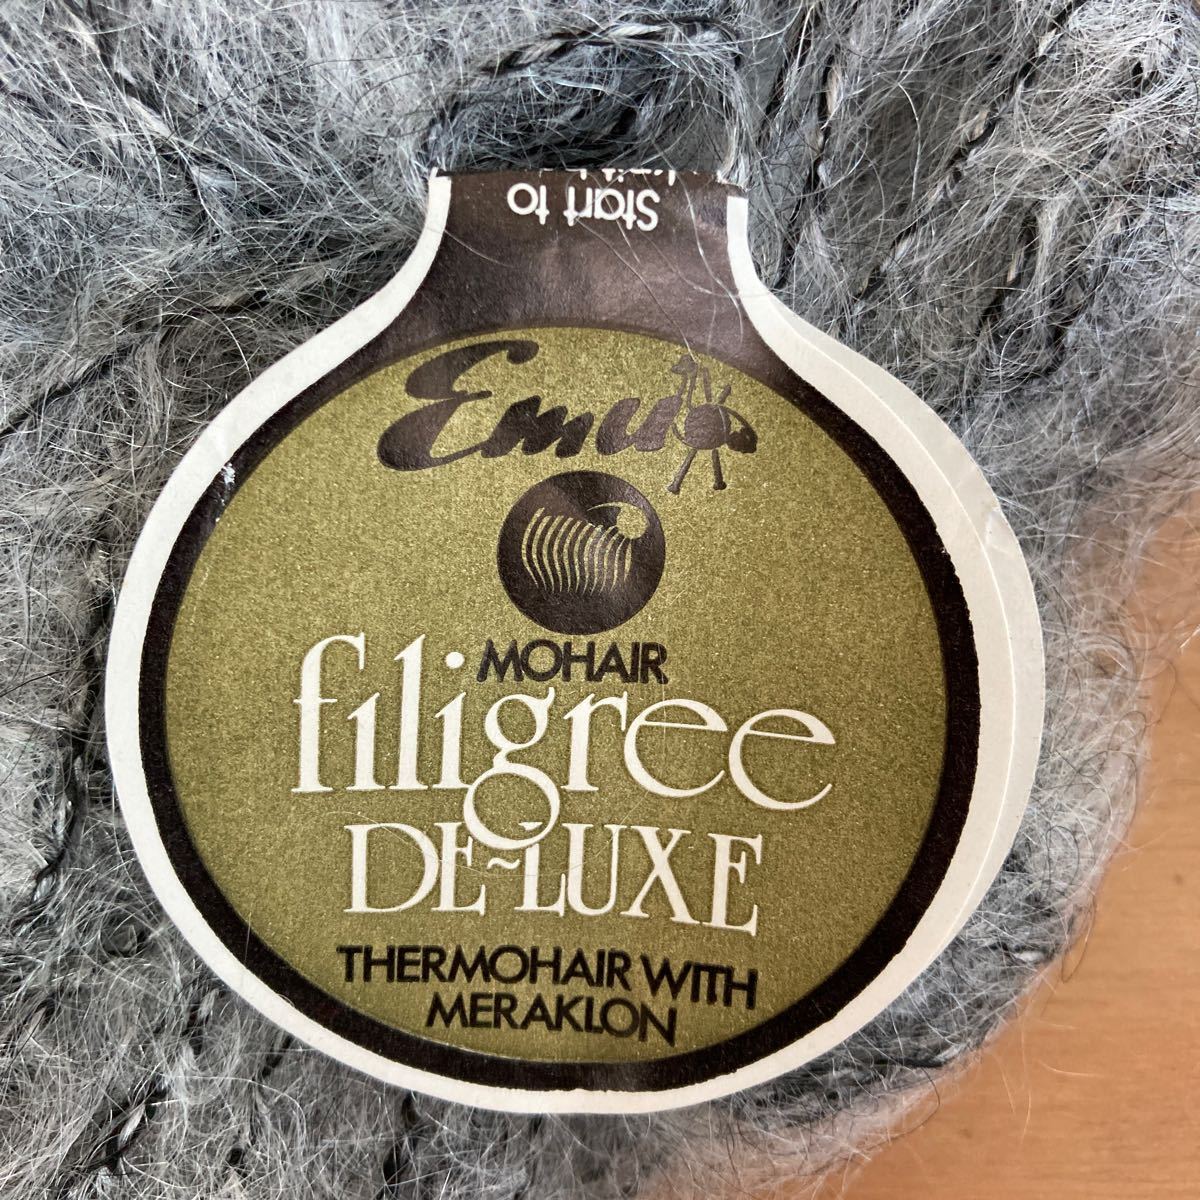 Start to
Emu
MOHAIR
filigree
DE-LUXE
THERMOHAIR WITH
MERAKLON